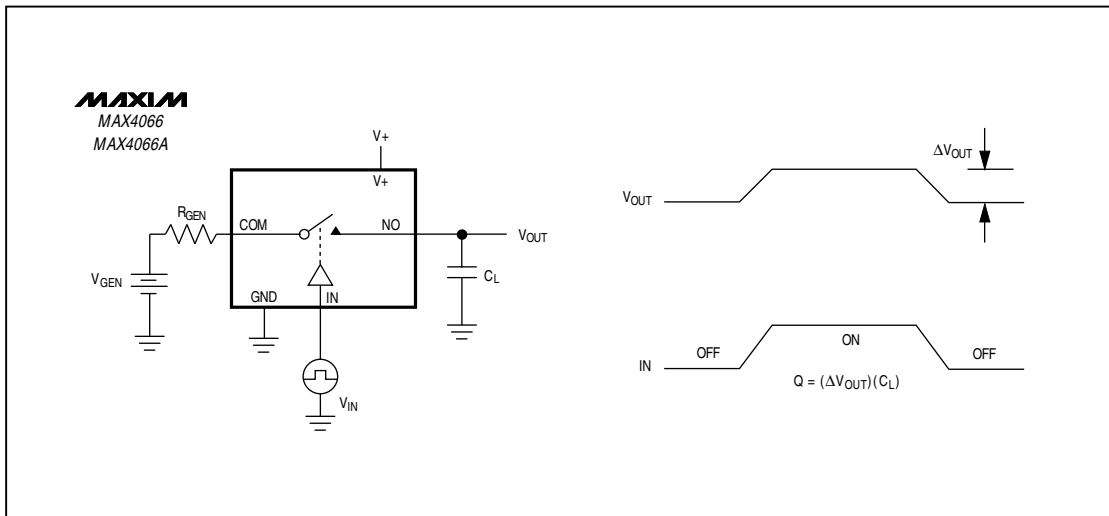 MAXIM
MAX4066
MAX4066A
V+
V+
RGEN
COM
NO
VOUT
VGEN
CL
GND
IN
VIN
ΔVOUT
VOUT
IN
OFF
ON
OFF
Q = (ΔVOUT)(CL)